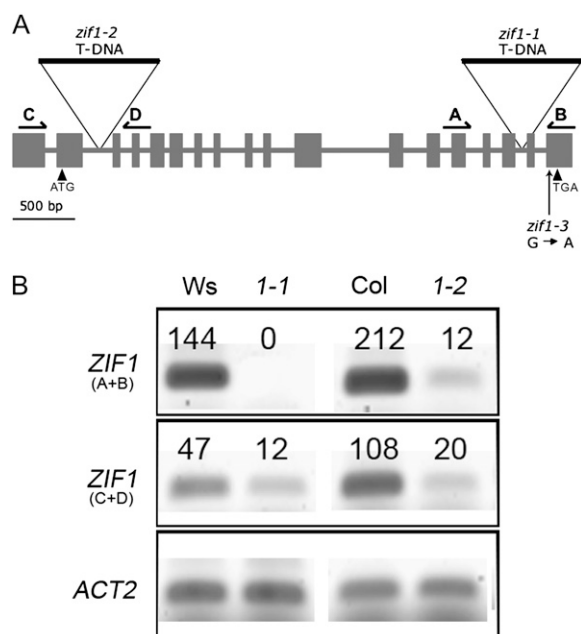 A
zif1-2
T-DNA
zif1-1
T-DNA
C
D
A
B
ATG
TGA
500 bp
zif1-3
G → A
B
Ws 1-1 Col 1-2
144 0 212 12
ZIF1
(A+B)
47 12 108 20
ZIF1
(C+D)
ACT2